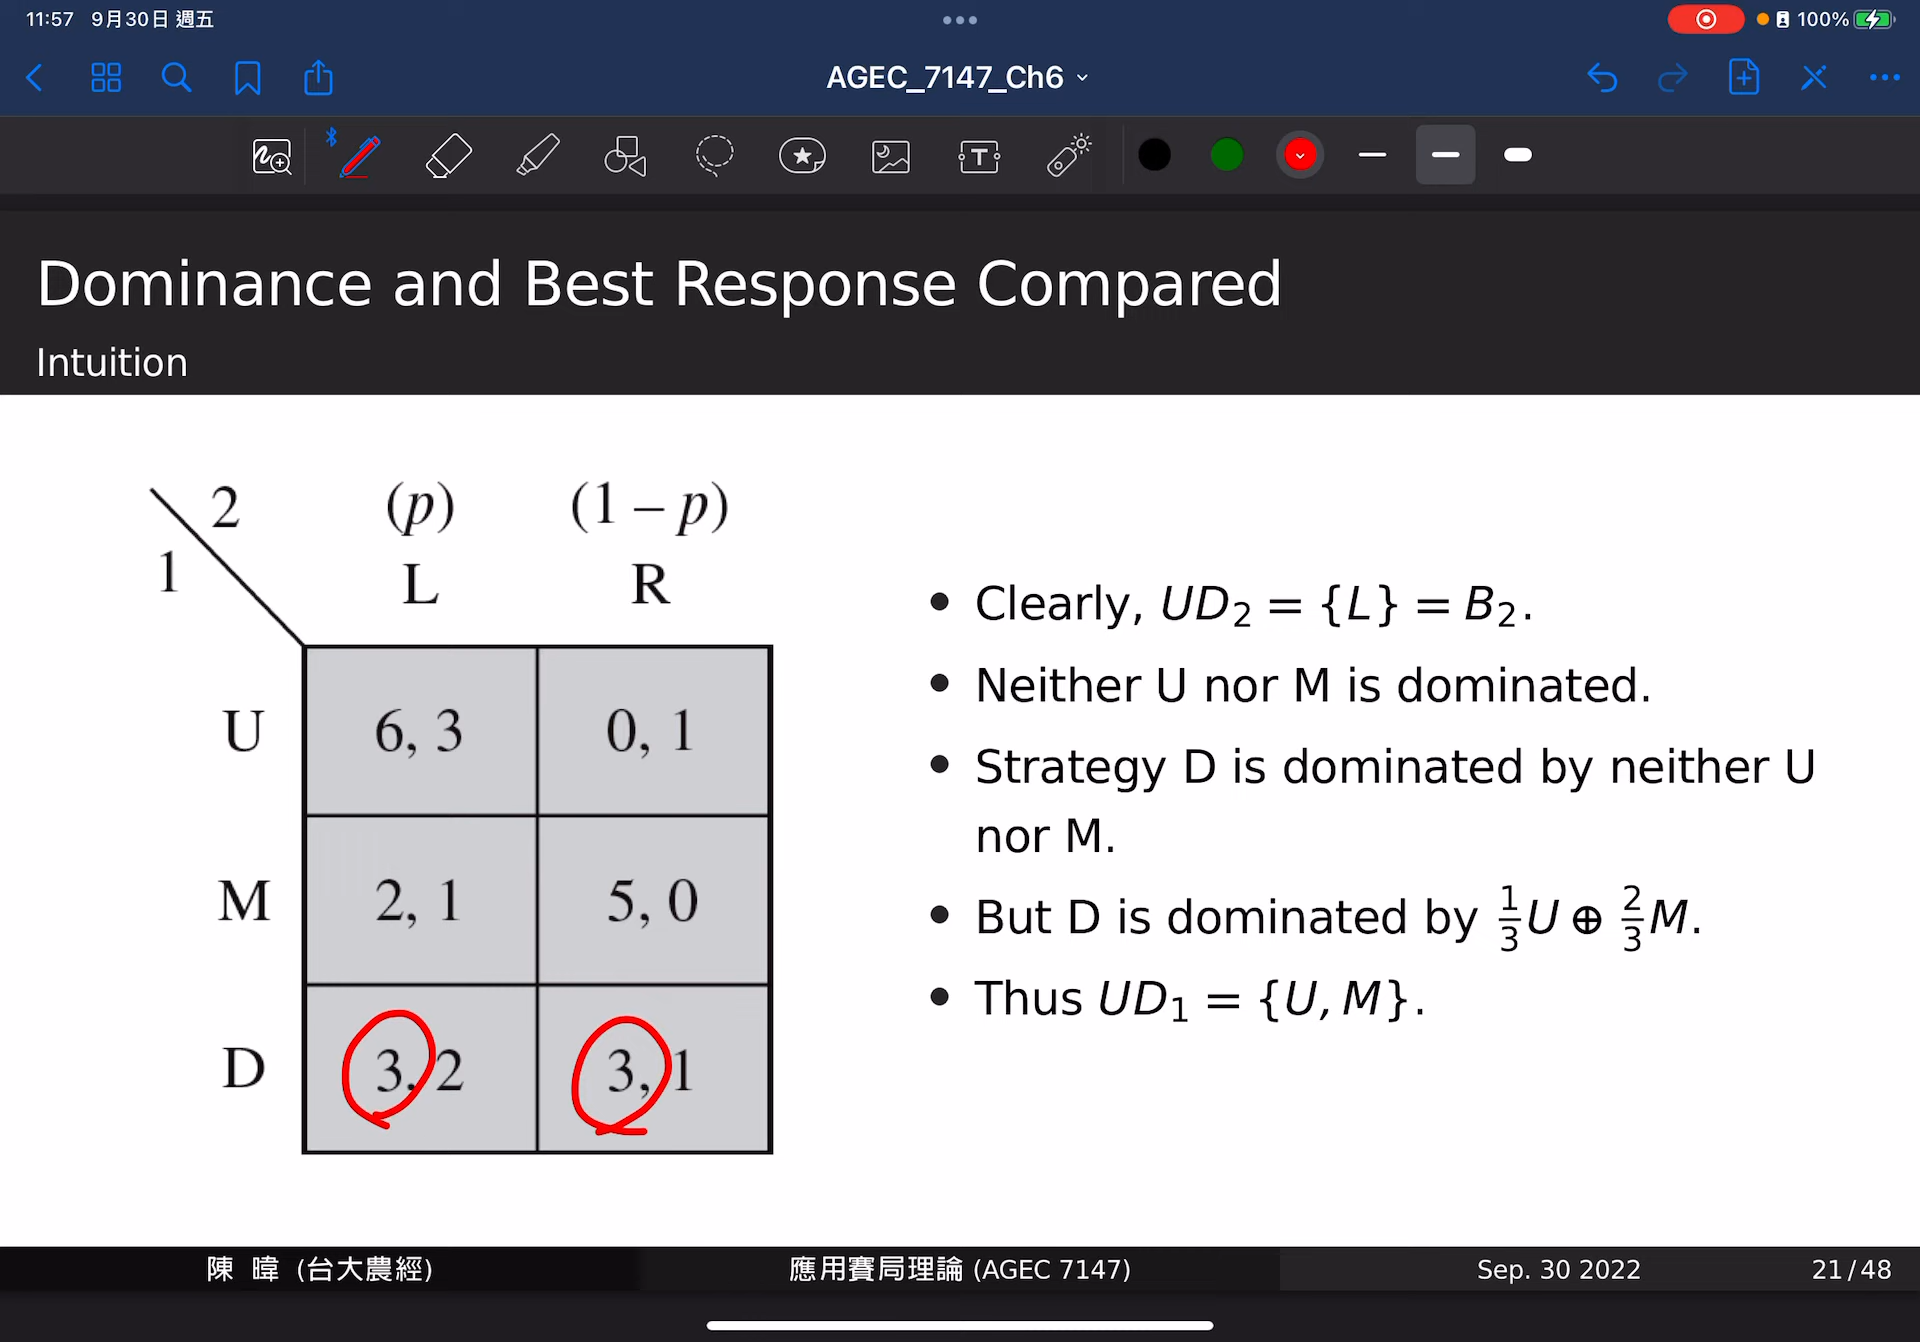 11:57 9月30日 週五
100%
AGEC_7147_Ch6
T
Dominance and Best Response Compared
Intuition
2 (p) (1 – p)
1 L R
U 6, 3 0, 1
M 2, 1 5, 0
D 3, 2 3, 1
• Clearly, UD₂ = {L} = B₂.
• Neither U nor M is dominated.
• Strategy D is dominated by neither U
nor M.
• But D is dominated by 1/3 U ⊕ 2/3 M.
• Thus UD₁ = {U, M}.
陳 暐 (台大農經) 應用賽局理論 (AGEC 7147) Sep. 30 2022 21 / 48